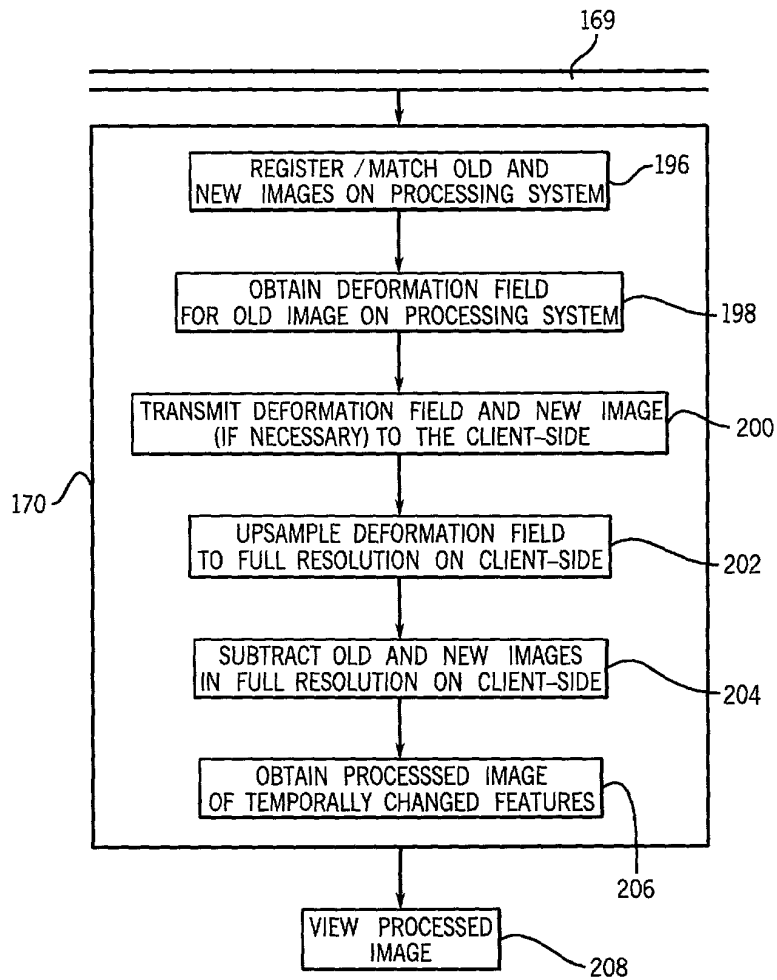 169
REGISTER / MATCH OLD AND
NEW IMAGES ON PROCESSING SYSTEM
196
OBTAIN DEFORMATION FIELD
FOR OLD IMAGE ON PROCESSING SYSTEM
198
TRANSMIT DEFORMATION FIELD AND NEW IMAGE
(IF NECESSARY) TO THE CLIENT-SIDE
200
170
UPSAMPLE DEFORMATION FIELD
TO FULL RESOLUTION ON CLIENT-SIDE
202
SUBTRACT OLD AND NEW IMAGES
IN FULL RESOLUTION ON CLIENT-SIDE
204
OBTAIN PROCESSSED IMAGE
OF TEMPORALLY CHANGED FEATURES
206
VIEW PROCESSED
IMAGE
208